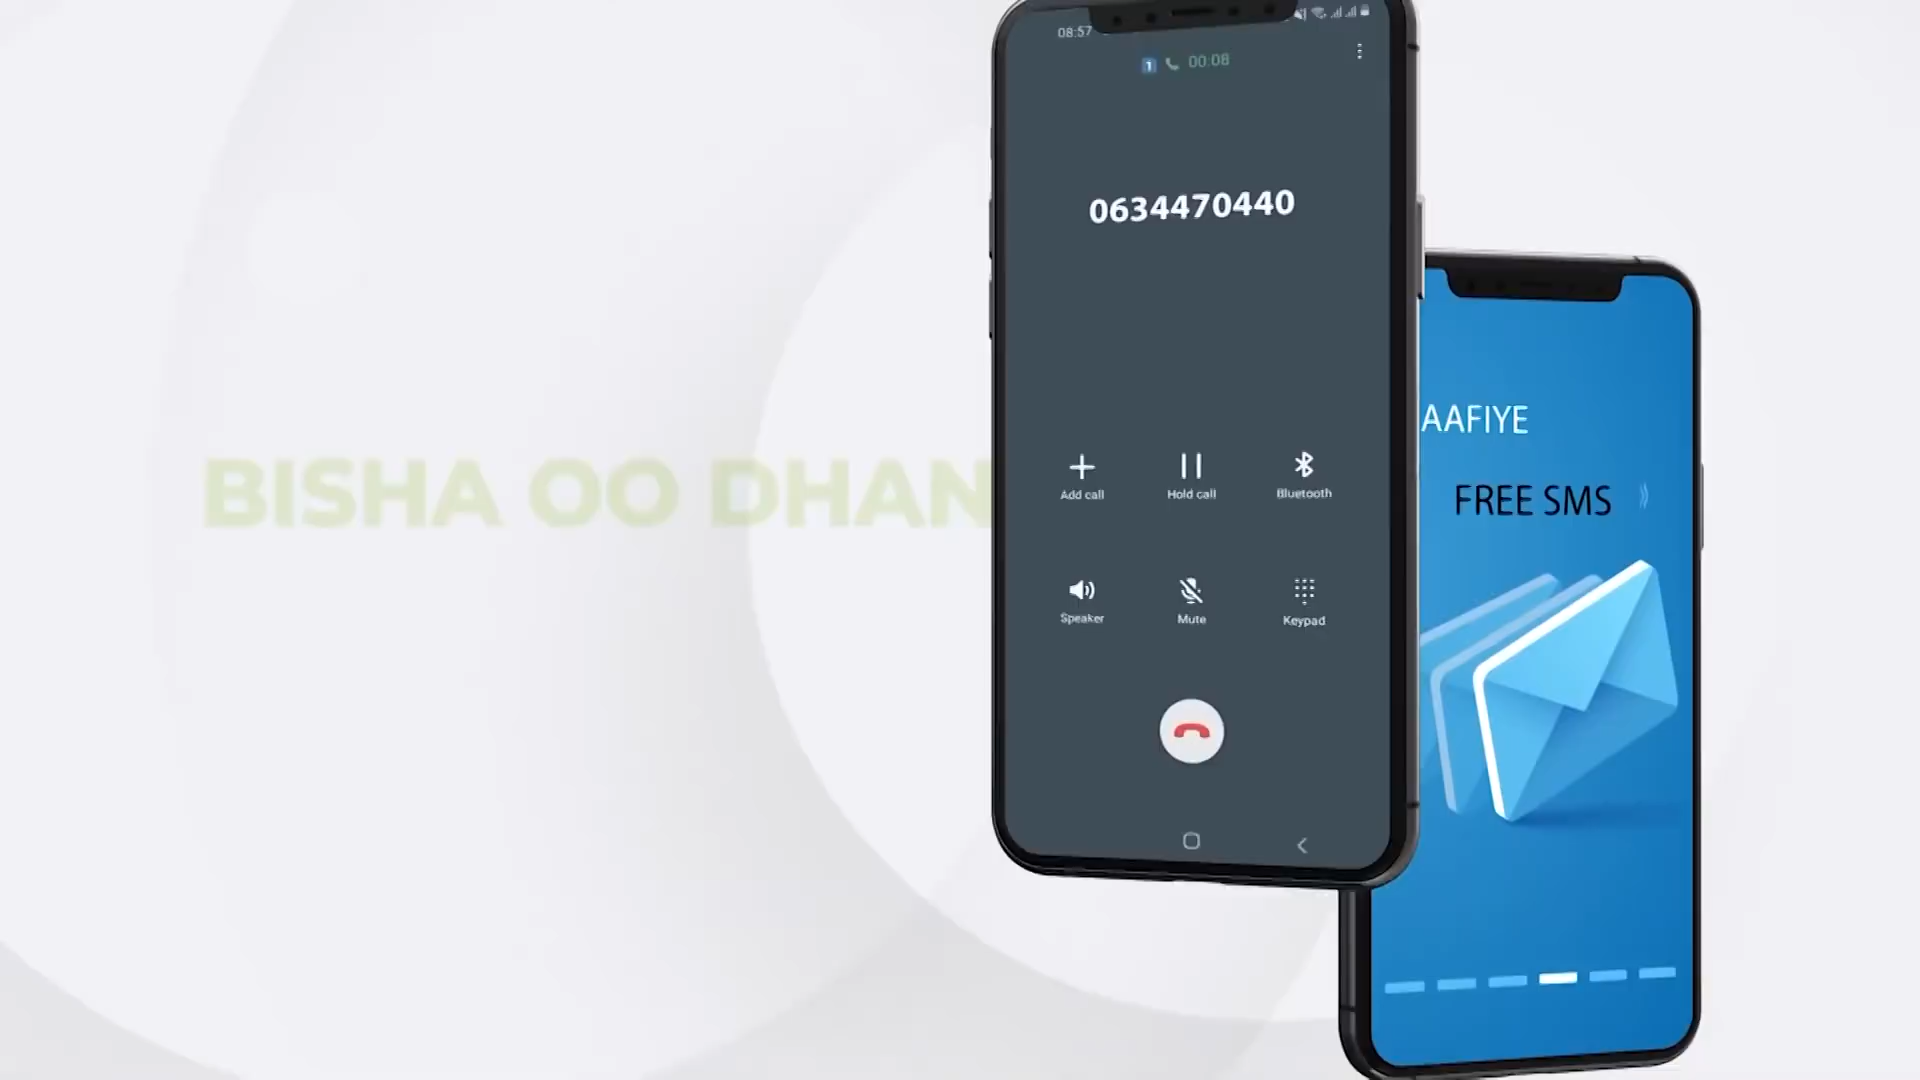 08:57
1 00:08
0634470440
BISHA OO DHAN
Add call
Hold call
Bluetooth
Speaker
Mute
Keypad
AAFIYE
FREE SMS